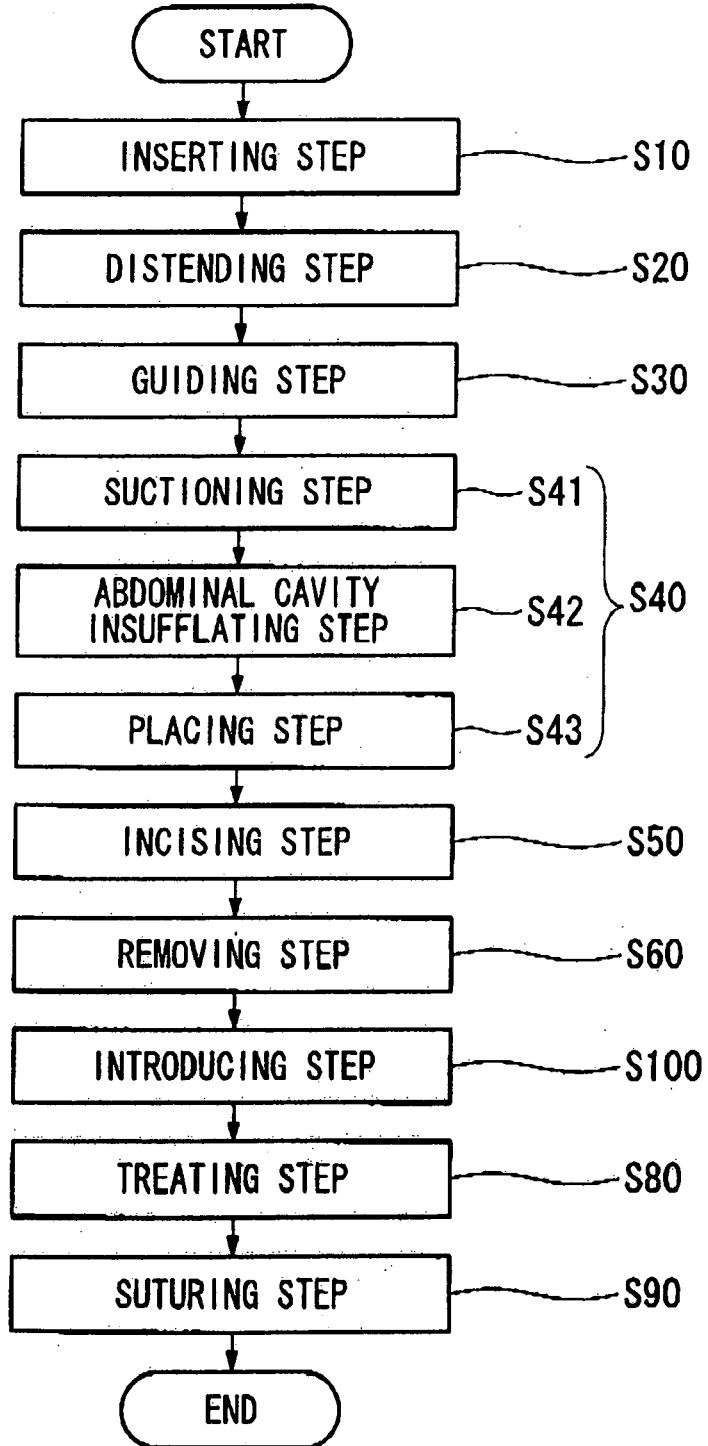 START
INSERTING STEP
S10
DISTENDING STEP
S20
GUIDING STEP
S30
SUCTIONING STEP
S41
ABDOMINAL CAVITY
INSUFFLATING STEP
S42
S40
PLACING STEP
S43
INCISING STEP
S50
REMOVING STEP
S60
INTRODUCING STEP
S100
TREATING STEP
S80
SUTURING STEP
S90
END